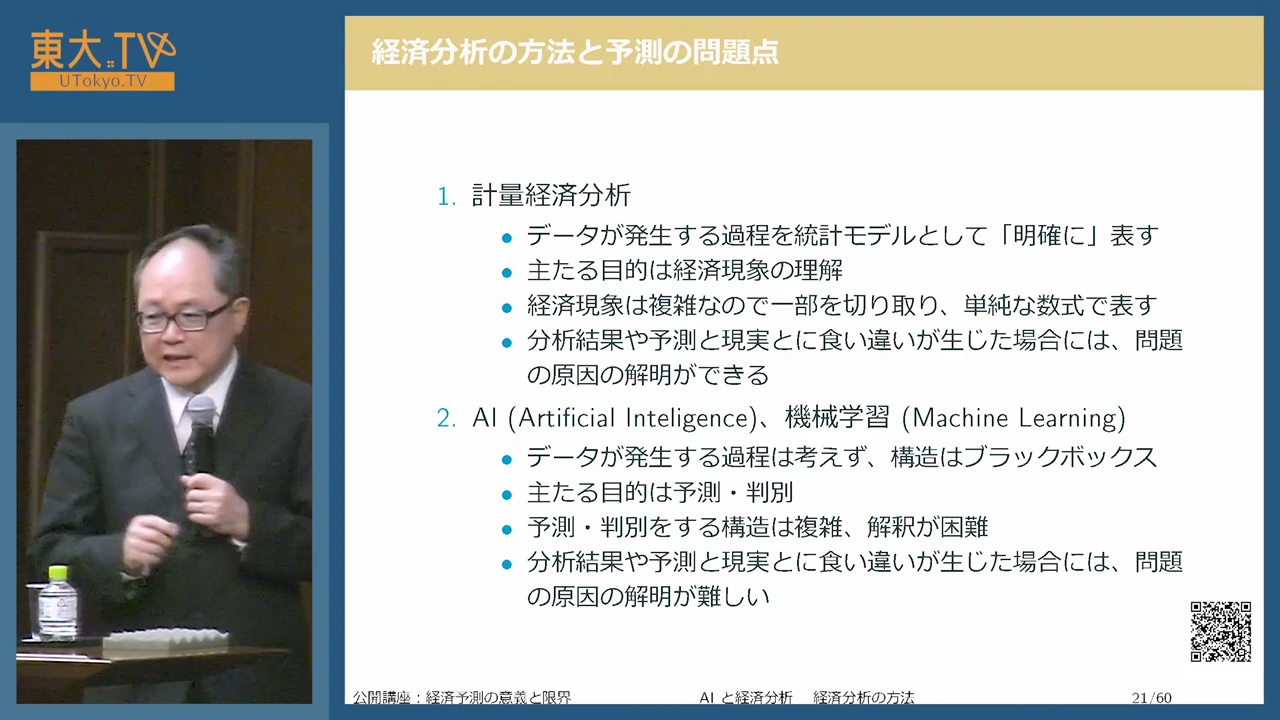 東大.TV
UTokyo.TV
経済分析の方法と予測の問題点
1. 計量経済分析
• データが発生する過程を統計モデルとして「明確に」表す
• 主たる目的は経済現象の理解
• 経済現象は複雑なので一部を切り取り、単純な数式で表す
• 分析結果や予測と現実とに食い違いが生じた場合には、問題
の原因の解明ができる
2. AI (Artificial Inteligence)、機械学習 (Machine Learning)
• データが発生する過程は考えず、構造はブラックボックス
• 主たる目的は予測・判別
• 予測・判別をする構造は複雑、解釈が困難
• 分析結果や予測と現実とに食い違いが生じた場合には、問題
の原因の解明が難しい
公開講座：経済予測の意義と限界 AI と経済分析 経済分析の方法 21/60